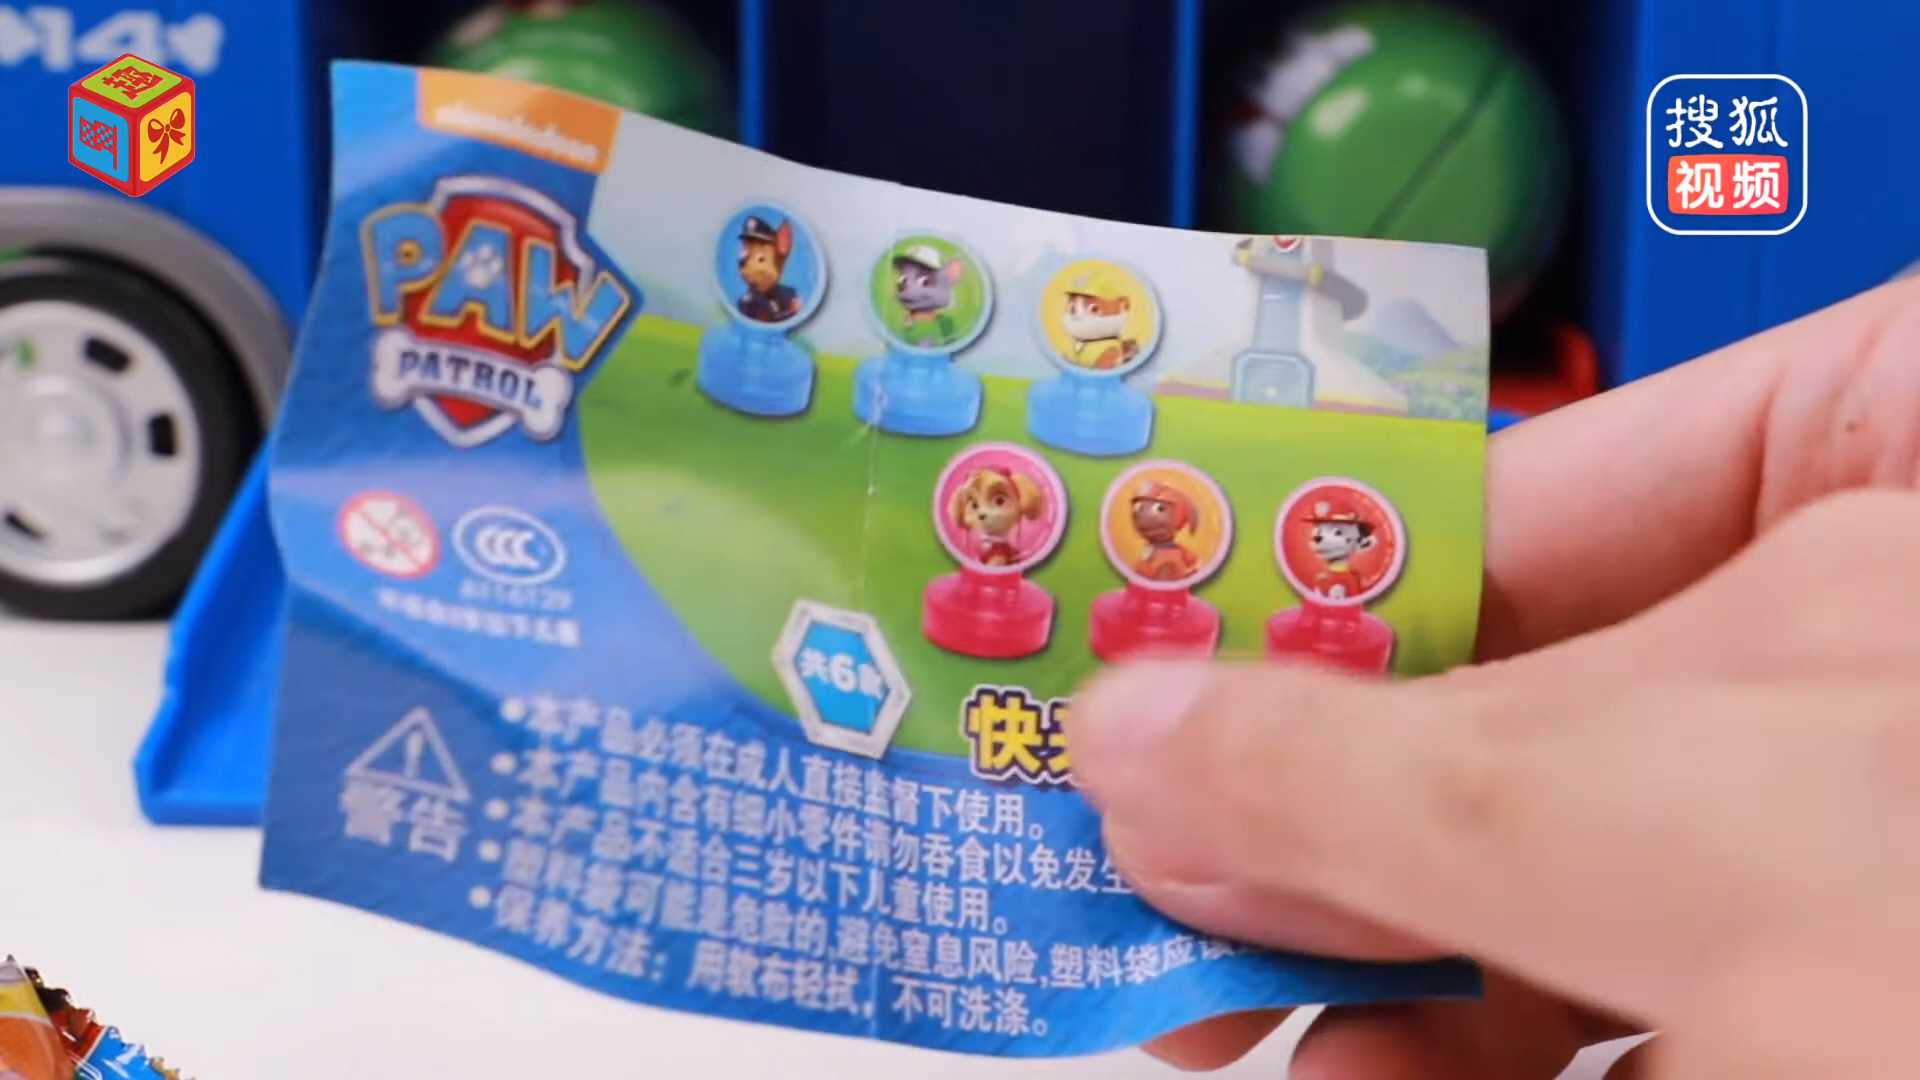 搜狐
视频
nickelodeon
PAW
PATROL
共6款
快
警告
本产品必须在成人直接监督下使用。
本产品内含有细小零件请勿吞食以免发生
本产品不适合三岁以下儿童使用。
塑料袋可能是危险的,避免窒息风险,塑料袋应
保养方法：用软布轻拭，不可洗涤。